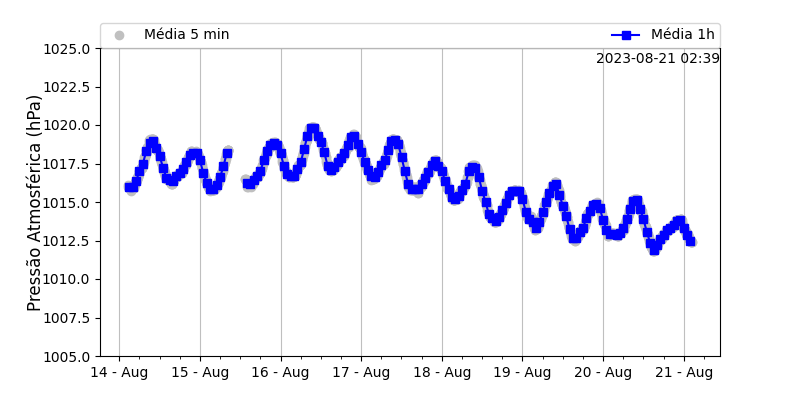 Média 5 min
Média 1h
2023-08-21 02:39
Pressão Atmosférica (hPa)
1025.0
1022.5
1020.0
1017.5
1015.0
1012.5
1010.0
1007.5
1005.0
14 - Aug
15 - Aug
16 - Aug
17 - Aug
18 - Aug
19 - Aug
20 - Aug
21 - Aug